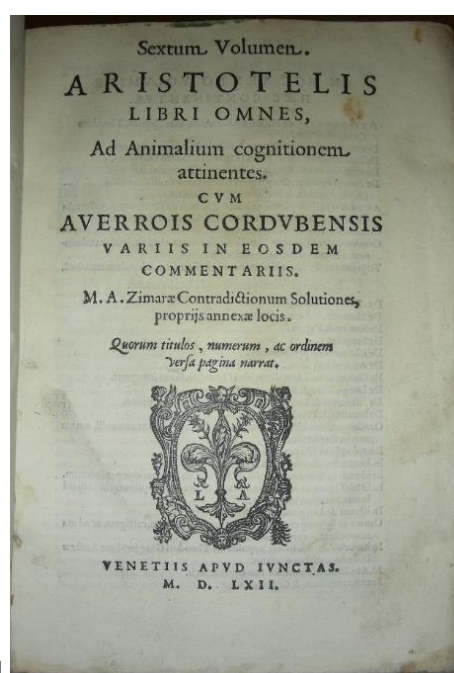 Sextum Volumen.
ARISTOTELIS
LIBRI OMNES,
Ad Animalium cognitionem
attinentes.
CVM
AVERROIS CORDVBENSIS
VARIIS IN EOSDEM
COMMENTARIIS.
M. A. Zimaræ Contradictionum Solutiones,
proprijs annexæ locis.
Quorum titulos, numerum, ac ordinem
versa pagina narrat.
L A
VENETIIS APVD IVNCTAS.
M. D. LXII.